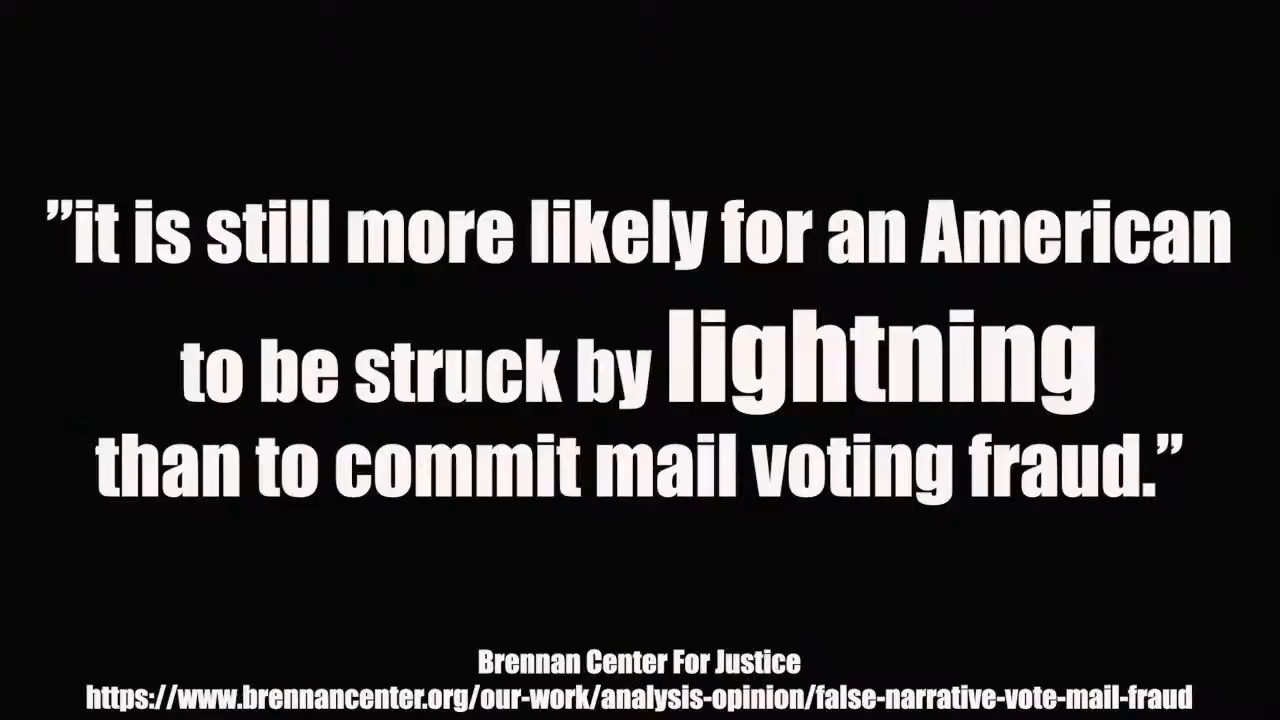 ”it is still more likely for an American
to be struck by lightning
than to commit mail voting fraud.”
Brennan Center For Justice
https://www.brennancenter.org/our-work/analysis-opinion/false-narrative-vote-mail-fraud